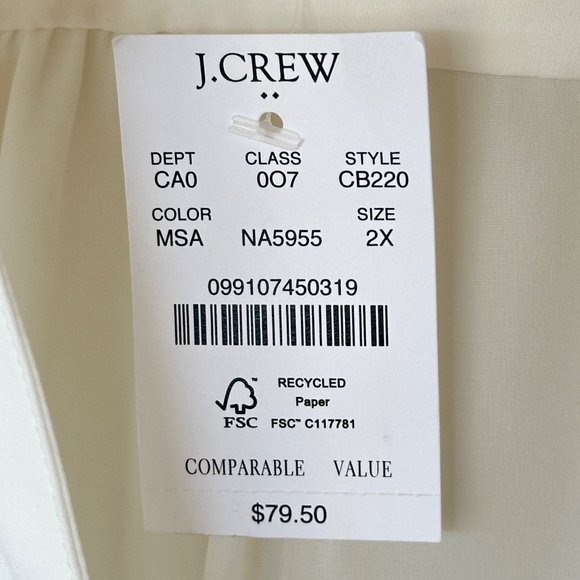 J.CREW
DEPT CLASS STYLE
CA0 0O7 CB220
COLOR SIZE
MSA NA5955 2X
099107450319
RECYCLED
Paper
FSC™ C117781
FSC
COMPARABLE VALUE
$79.50